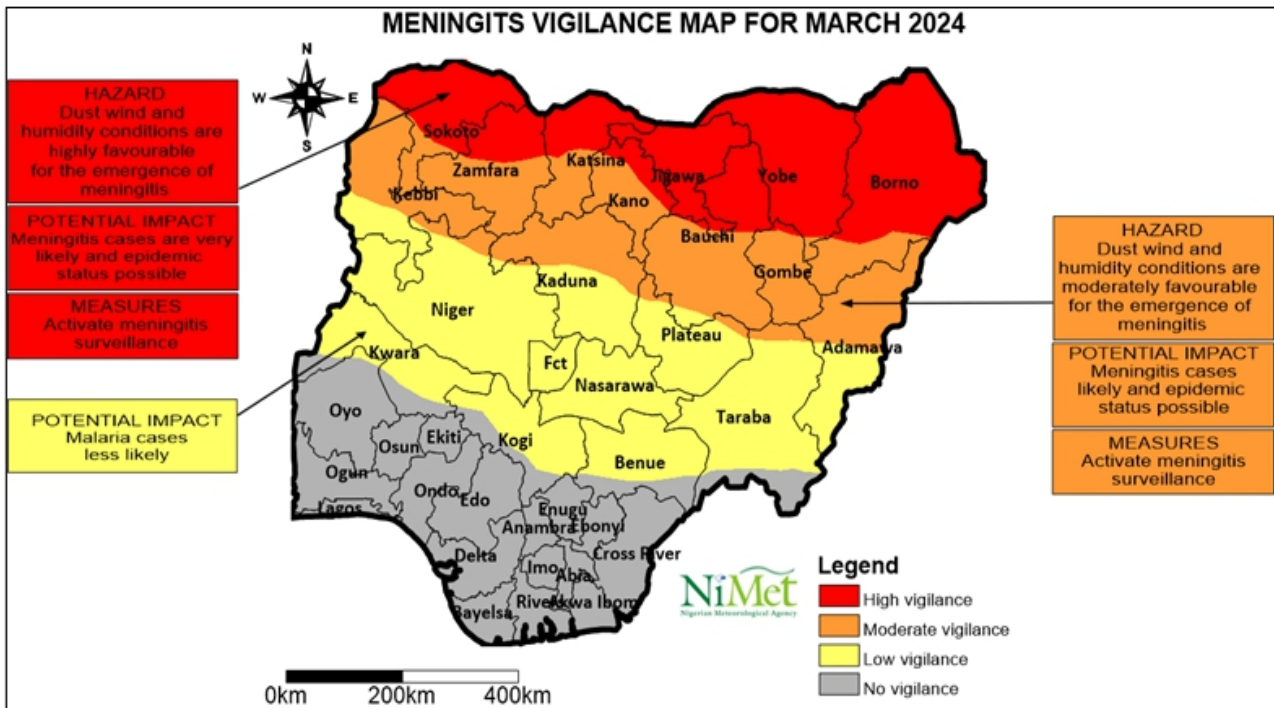 MENINGITS VIGILANCE MAP FOR MARCH 2024
N
W
E
S
HAZARD
Dust wind and
humidity conditions are
highly favourable
for the emergence of
meningitis
POTENTIAL IMPACT
Meningitis cases are very
likely and epidemic
status possible
MEASURES
Activate meningitis
surveillance
POTENTIAL IMPACT
Malaria cases
less likely
Sokoto
Zamfara
Katsina
Jigawa
Yobe
Borno
Kebbi
Kano
Bauchi
Gombe
Kaduna
Niger
Plateau
Adamawa
Kwara
Fct
Nasarawa
Taraba
Oyo
Osun
Ekiti
Kogi
Benue
Ogun
Ondo
Edo
Lagos
Enugu
Anambra
Ebonyi
Delta
Cross River
Imo
Abia
Bayelsa
Rivers
Akwa Ibom
HAZARD
Dust wind and
humidity conditions are
moderately favourable
for the emergence of
meningitis
POTENTIAL IMPACT
Meningitis cases
likely and epidemic
status possible
MEASURES
Activate meningitis
surveillance
NiMet
Nigerian Meteorological Agency
Legend
High vigilance
Moderate vigilance
Low vigilance
No vigilance
0km
200km
400km